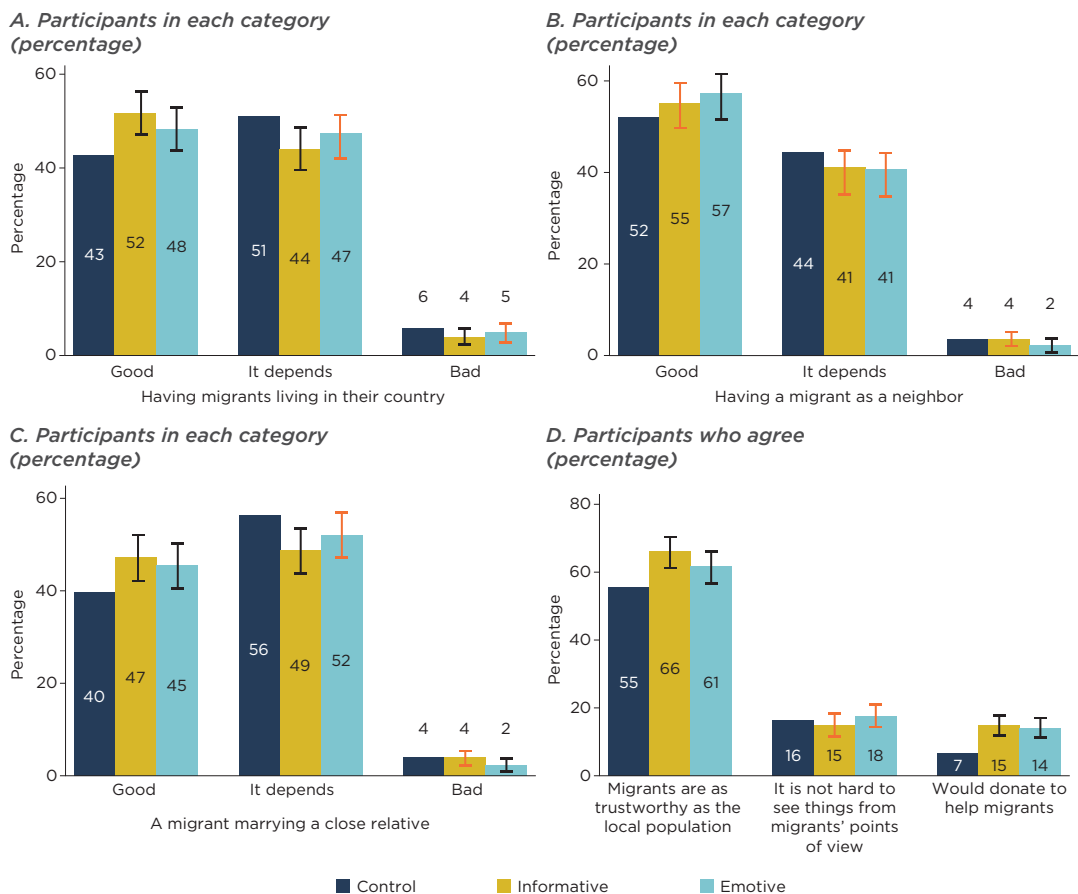 A. Participants in each category
(percentage)
60
40
20
0
Percentage
43
52
48
51
44
47
6
4
5
Good
It depends
Bad
Having migrants living in their country
B. Participants in each category
(percentage)
60
40
20
0
Percentage
52
55
57
44
41
41
4
4
2
Good
It depends
Bad
Having a migrant as a neighbor
C. Participants in each category
(percentage)
60
40
20
0
Percentage
40
47
45
56
49
52
4
4
2
Good
It depends
Bad
A migrant marrying a close relative
D. Participants who agree
(percentage)
80
60
40
20
0
Percentage
55
66
61
16
15
18
7
15
14
Migrants are as
trustworthy as the
local population
It is not hard to
see things from
migrants’ points
of view
Would donate to
help migrants
Control
Informative
Emotive